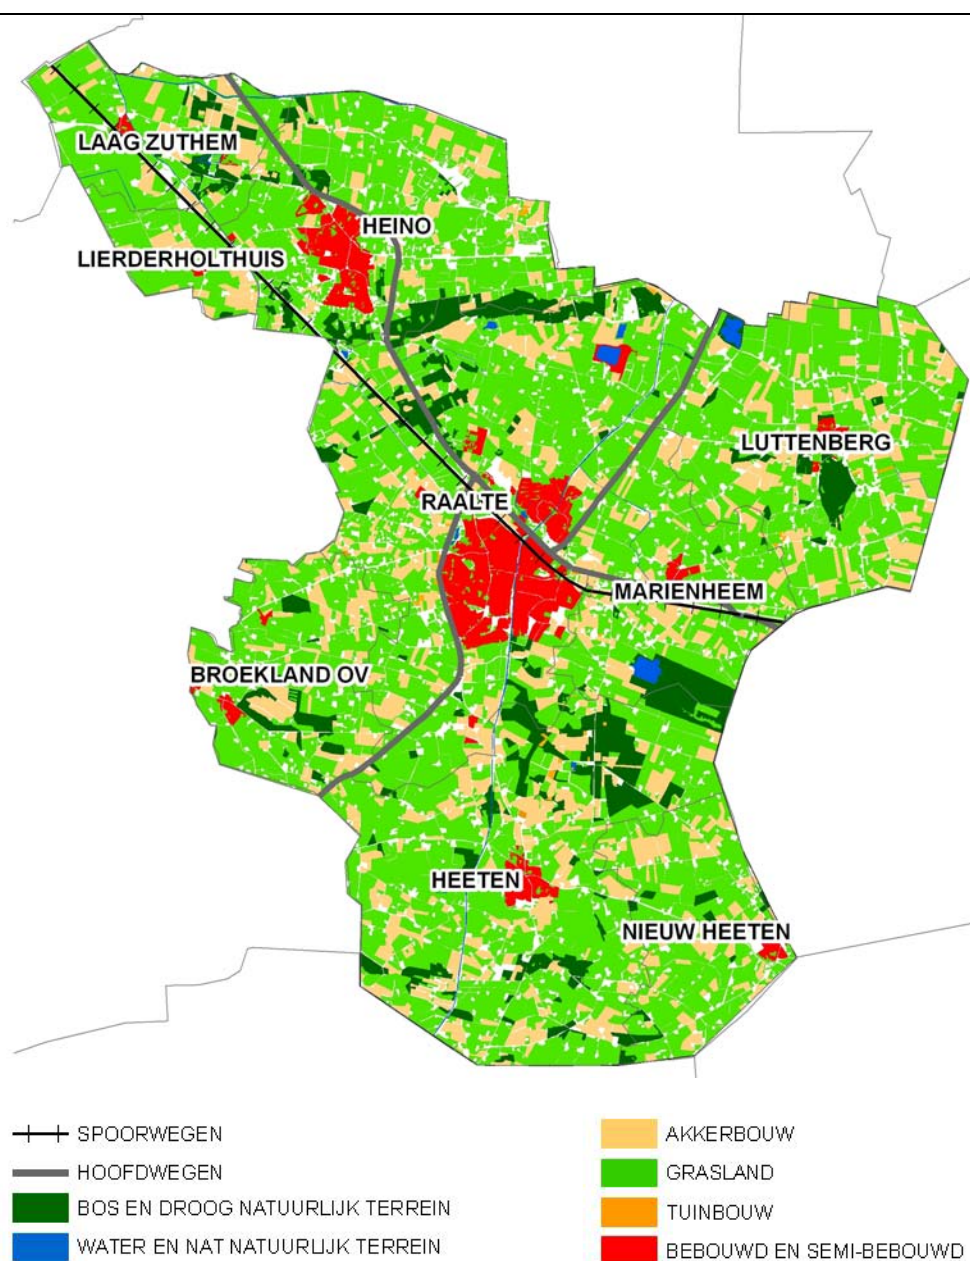 LAAG ZUTHEM
HEINO
LIERDERHOLTHUIS
LUTTENBERG
RAALTE
MARIENHEEM
BROEKLAND OV
HEETEN
NIEUW HEETEN
SPOORWEGEN
HOOFDWEGEN
BOS EN DROOG NATUURLIJK TERREIN
WATER EN NAT NATUURLIJK TERREIN
AKKERBOUW
GRASLAND
TUINBOUW
BEBOUWD EN SEMI-BEBOUWD